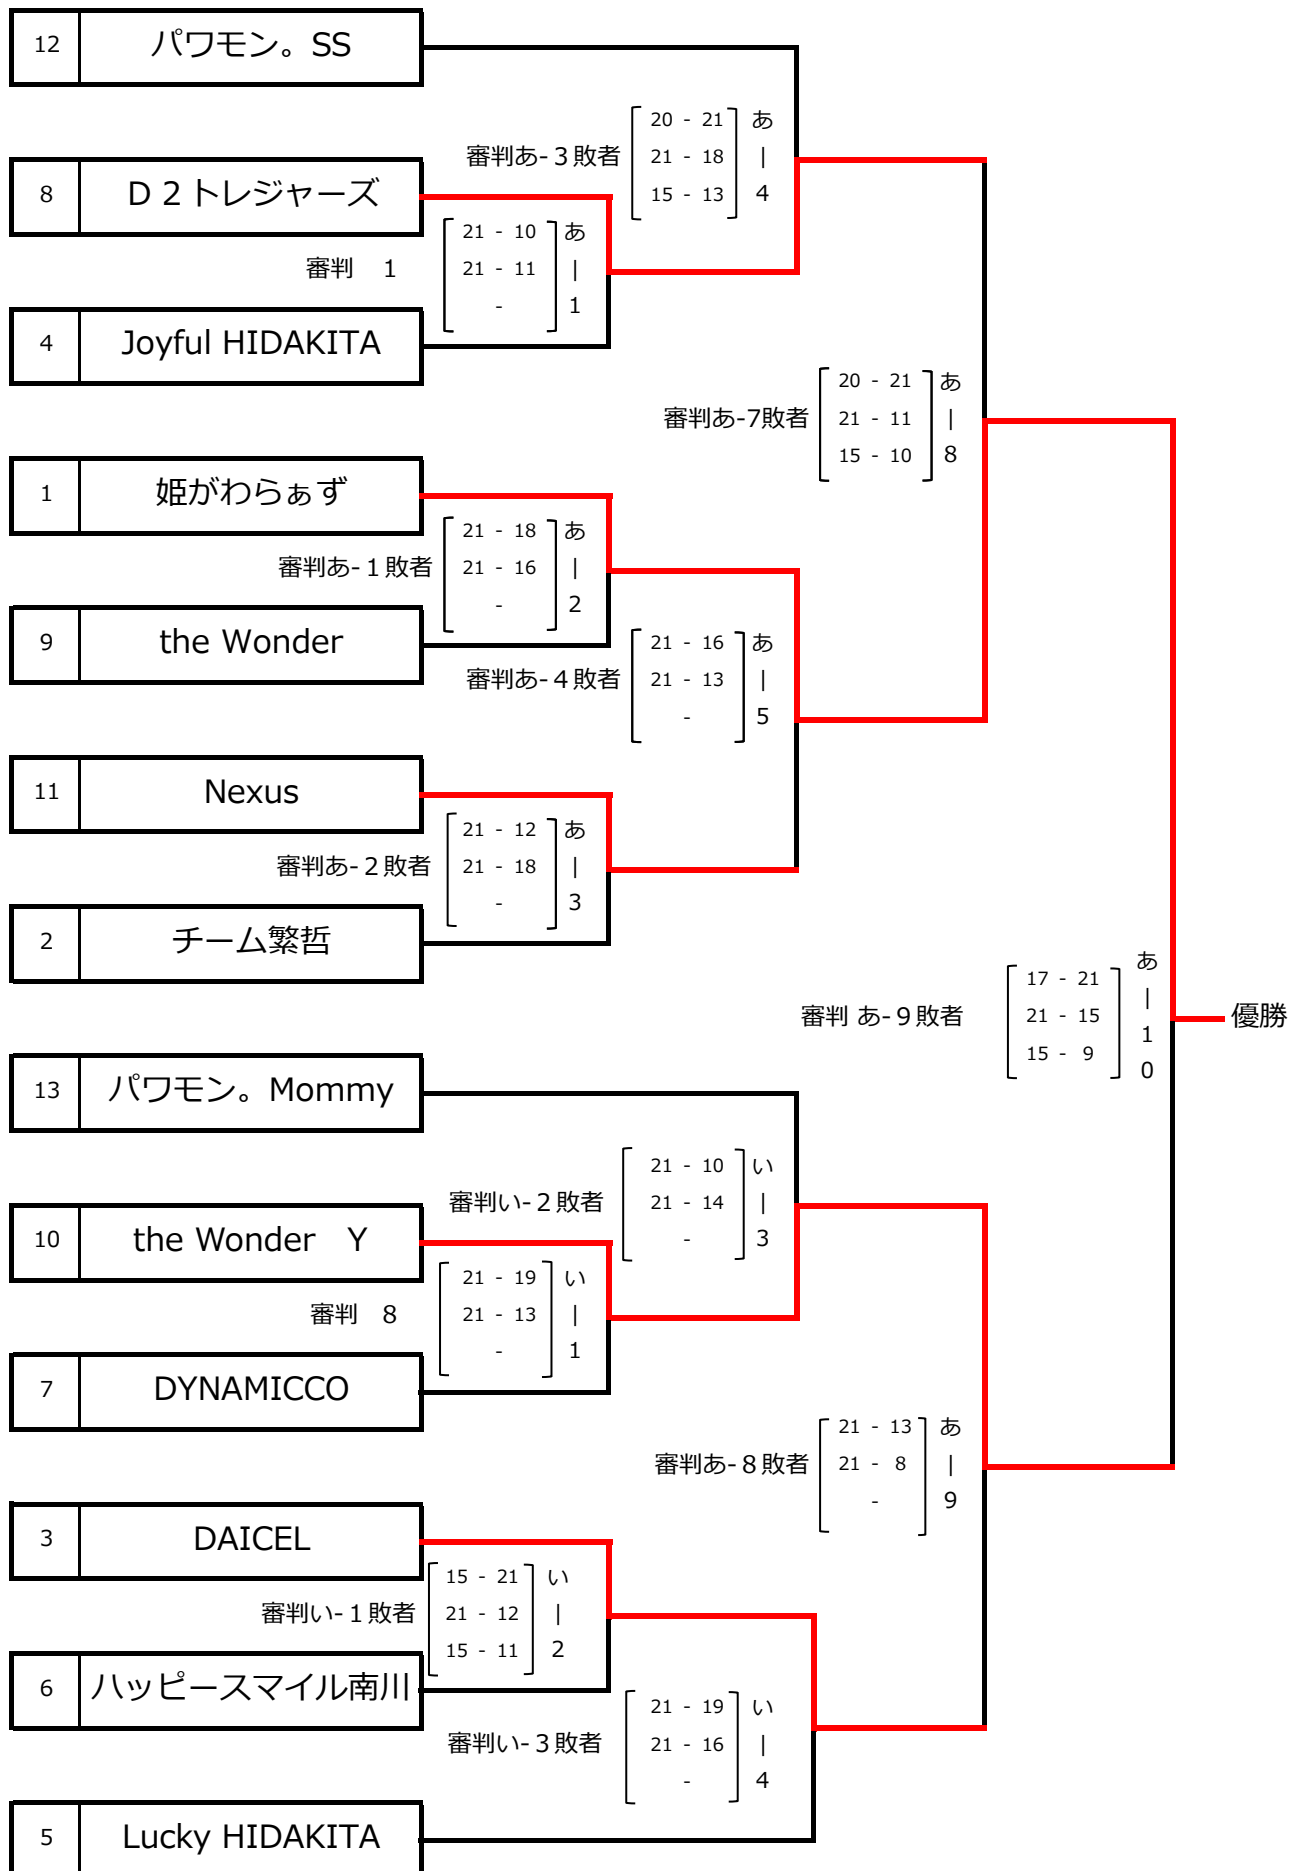 12 パワモン。SS
20 - 21 あ
審判あ-３敗者 21 - 18 |
15 - 13 4
8 Ｄ２トレジャーズ
21 - 10 あ
審判　1 21 - 11 |
- 1
4 Joyful HIDAKITA
20 - 21 あ
審判あ-7敗者 21 - 11 |
15 - 10 8
1 姫がわらぁず
21 - 18 あ
審判あ-１敗者 21 - 16 |
- 2
9 the Wonder
21 - 16 あ
審判あ-４敗者 21 - 13 |
- 5
11 Nexus
21 - 12 あ
審判あ-２敗者 21 - 18 |
- 3
2 チーム繁哲
あ
17 - 21 |
審判 あ-９敗者 21 - 15 1 優勝
15 - 9 0
13 パワモン。Mommy
21 - 10 い
審判い-２敗者 21 - 14 |
- 3
10 the Wonder　Y
21 - 19 い
審判　8 21 - 13 |
- 1
7 DYNAMICCO
21 - 13 あ
審判あ-８敗者 21 - 8 |
- 9
3 DAICEL
15 - 21 い
審判い-１敗者 21 - 12 |
15 - 11 2
6 ハッピースマイル南川
21 - 19 い
審判い-３敗者 21 - 16 |
- 4
5 Lucky HIDAKITA